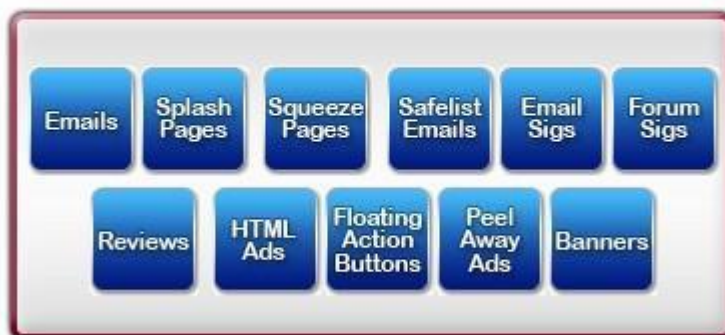 Emails
Splash
Pages
Squeeze
Pages
Safelist
Emails
Email
Sigs
Forum
Sigs
Reviews
HTML
Ads
Floating
Action
Buttons
Peel
Away
Ads
Banners